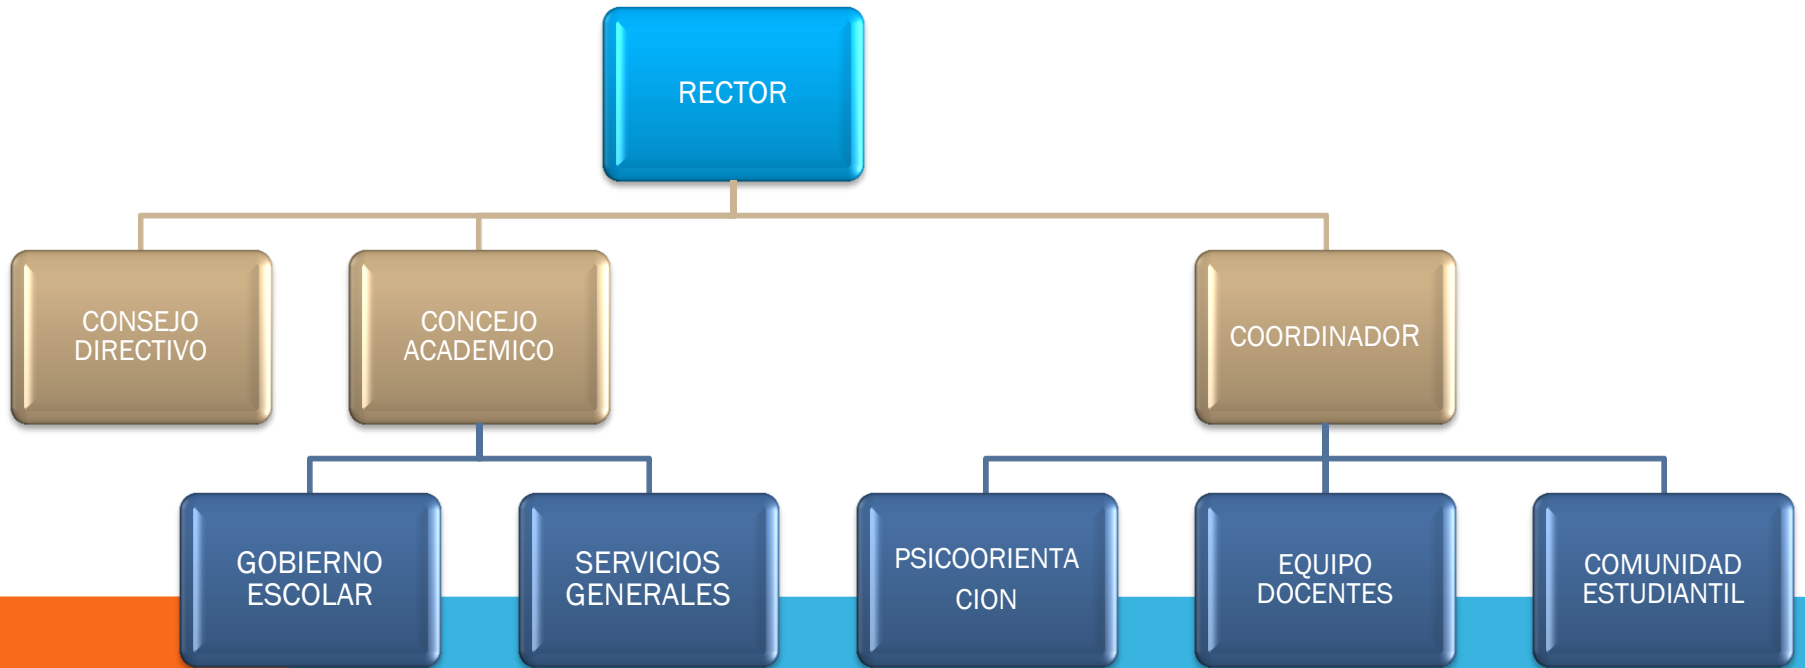 RECTOR
CONSEJO
DIRECTIVO
CONCEJO
ACADEMICO
COORDINADOR
GOBIERNO
ESCOLAR
SERVICIOS
GENERALES
PSICOORIENTA
CION
EQUIPO
DOCENTES
COMUNIDAD
ESTUDIANTIL